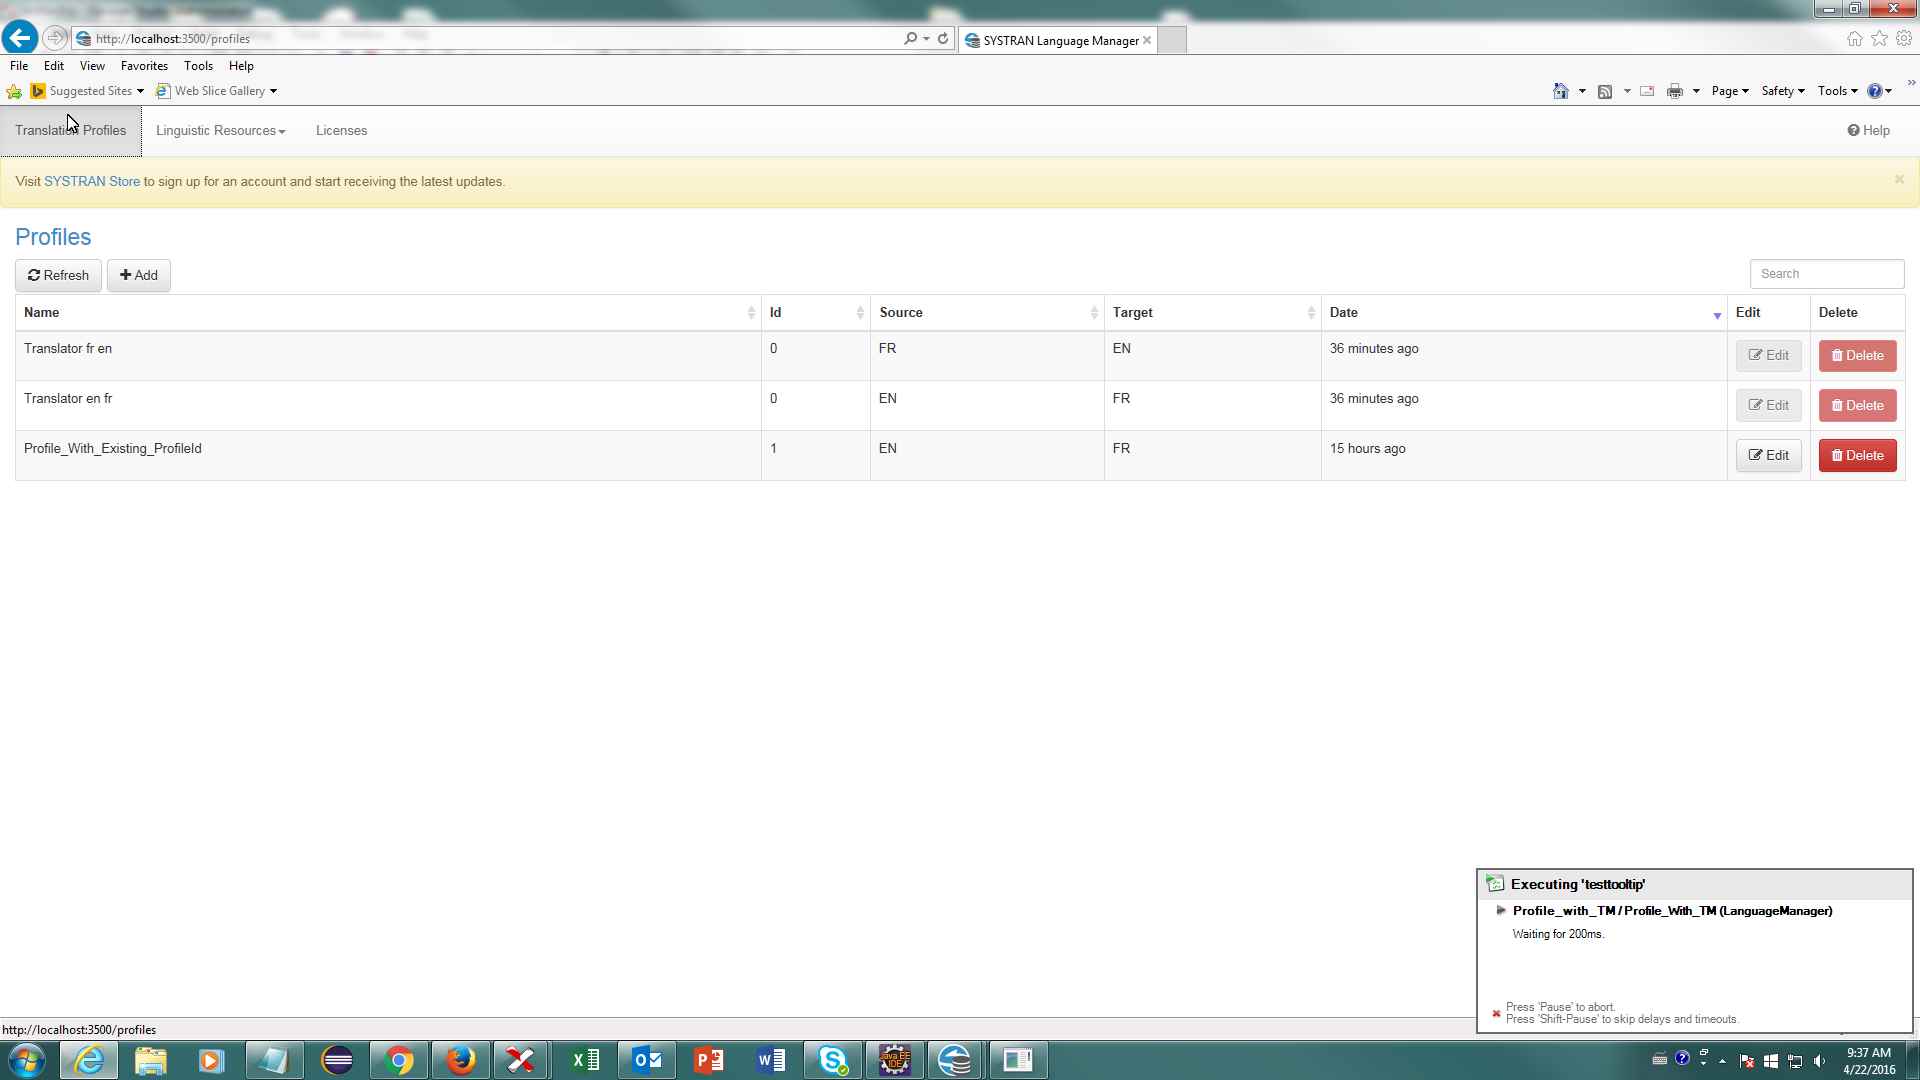 http://localhost:3500/profiles
SYSTRAN Language Manager
File Edit View Favorites Tools Help
Suggested Sites Web Slice Gallery Page Safety Tools
Translation Profiles Linguistic Resources Licenses Help
Visit SYSTRAN Store to sign up for an account and start receiving the latest updates.
Profiles
Refresh Add Search
Name Id Source Target Date Edit Delete
Translator fr en 0 FR EN 36 minutes ago Edit Delete
Translator en fr 0 EN FR 36 minutes ago Edit Delete
Profile_With_Existing_ProfileId 1 EN FR 15 hours ago Edit Delete
Executing 'testtooltip'
Profile_with_TM / Profile_With_TM (LanguageManager)
Waiting for 200ms.
Press 'Pause' to abort.
Press 'Shift-Pause' to skip delays and timeouts.
http://localhost:3500/profiles
Java EE
IDE
9:37 AM
4/22/2016